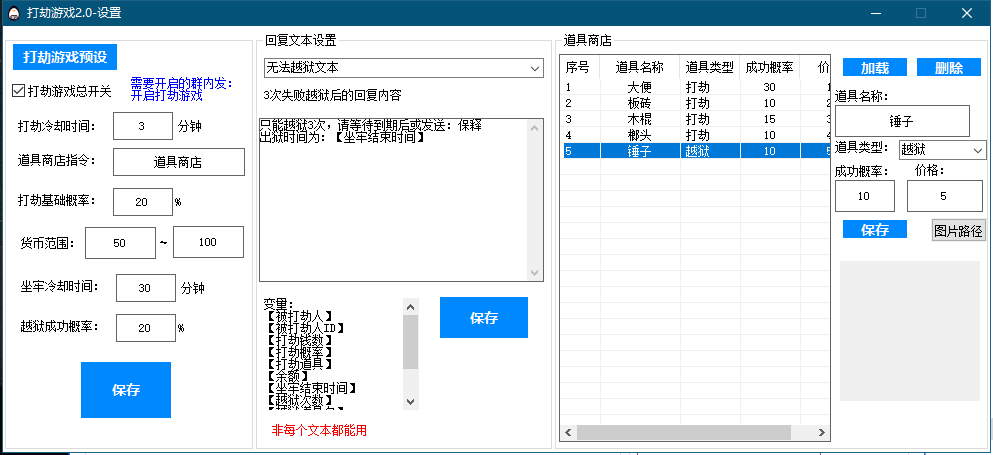 打劫游戏2.0-设置
打劫游戏预设
打劫游戏总开关
需要开启的群内发:
开启打劫游戏
打劫冷却时间: 3 分钟
道具商店指令: 道具商店
打劫基础概率: 20 %
货币范围: 50 ~ 100
坐牢冷却时间: 30 分钟
越狱成功概率: 20 %
保存
回复文本设置
无法越狱文本
3次失败越狱后的回复内容
只能越狱3次，请等待到期后或发送：保释
出狱时间为：【坐牢结束时间】
变量:
【被打劫人】
【被打劫人ID】
【打劫钱数】
【打劫概率】
【打劫道具】
【余额】
【坐牢结束时间】
【越狱次数】
保存
非每个文本都能用
道具商店
序号 道具名称 道具类型 成功概率 价
1 大便 打劫 30 1
2 板砖 打劫 10 2
3 木棍 打劫 15 3
4 榔头 打劫 10 4
5 锤子 越狱 10 5
加载 删除
道具名称:
锤子
道具类型: 越狱
成功概率: 价格:
10 5
保存 图片路径